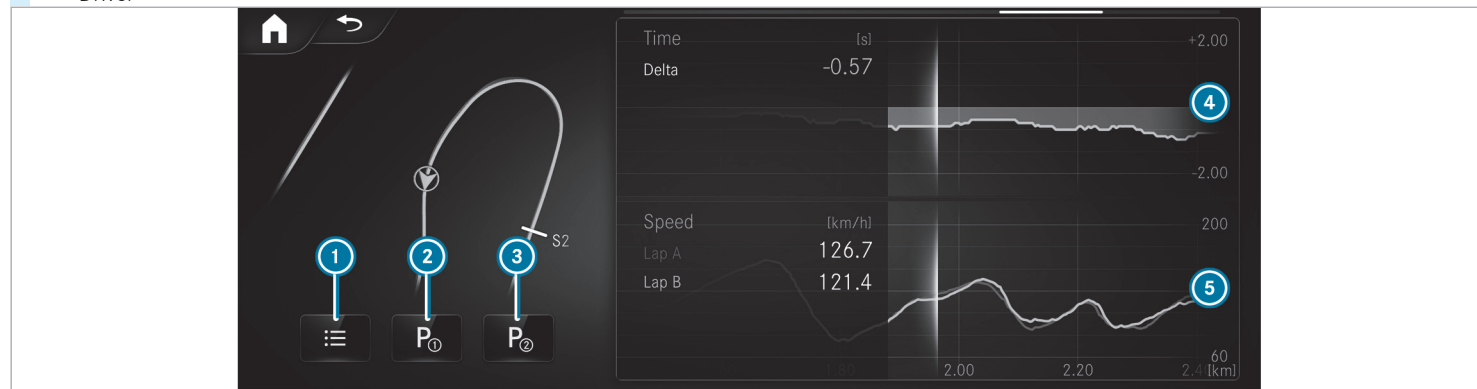 Time [s] +2.00
Delta -0.57
4
-2.00
S2
1 2 3
P① P②
Speed [km/h] 200
Lap A 126.7
Lap B 121.4
5
60
1.80 2.00 2.20 2.4 [km]